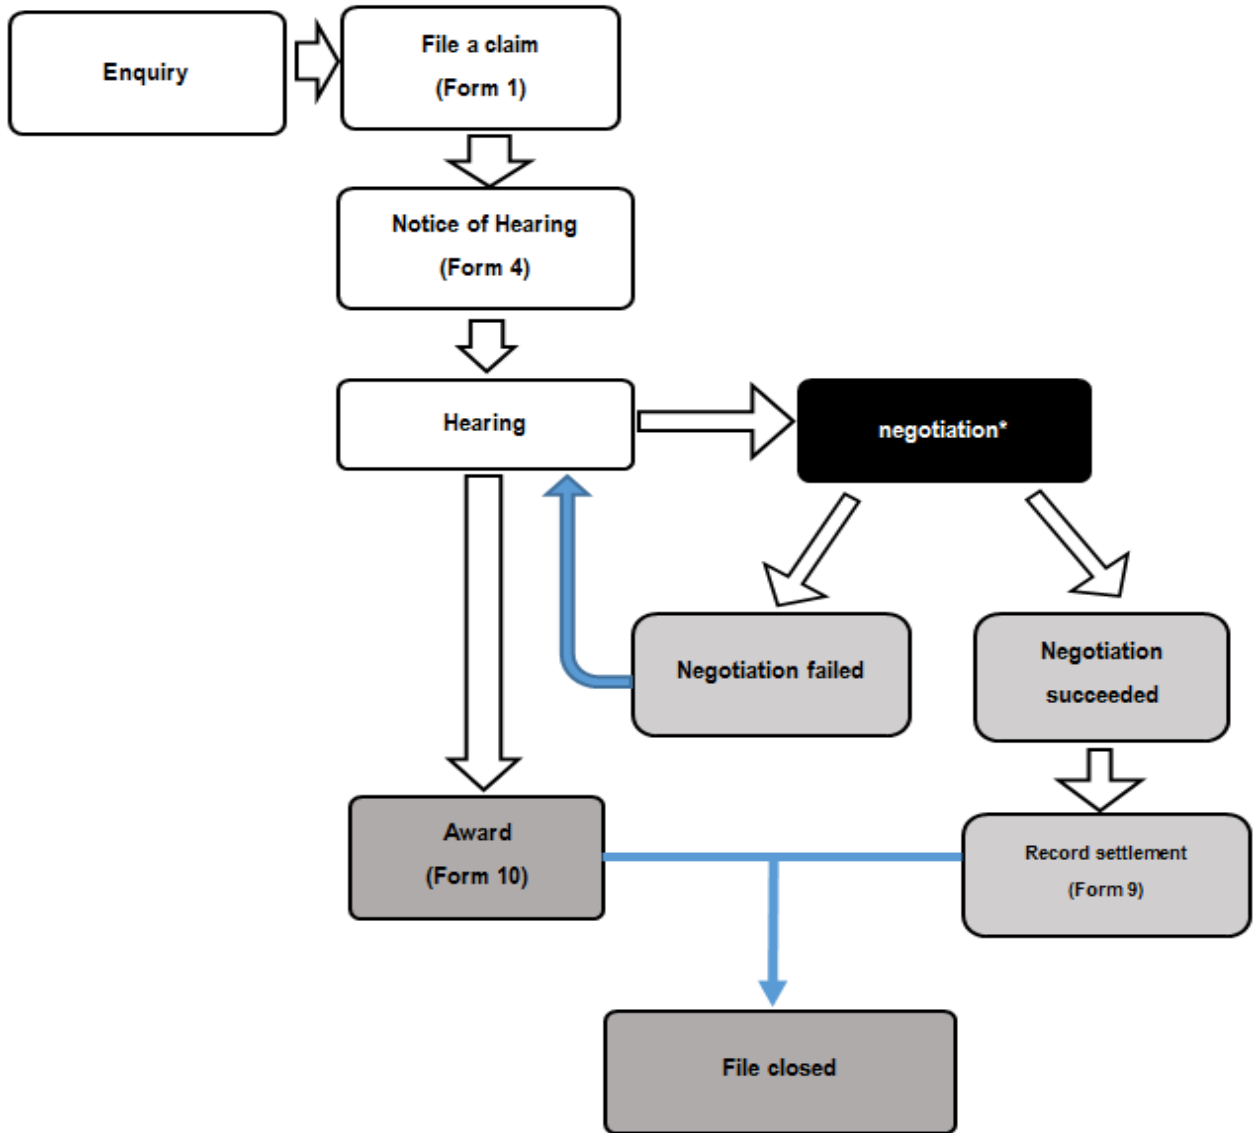 Enquiry
File a claim
(Form 1)
Notice of Hearing
(Form 4)
Hearing
negotiation*
Negotiation failed
Negotiation
succeeded
Award
(Form 10)
Record settlement
(Form 9)
File closed